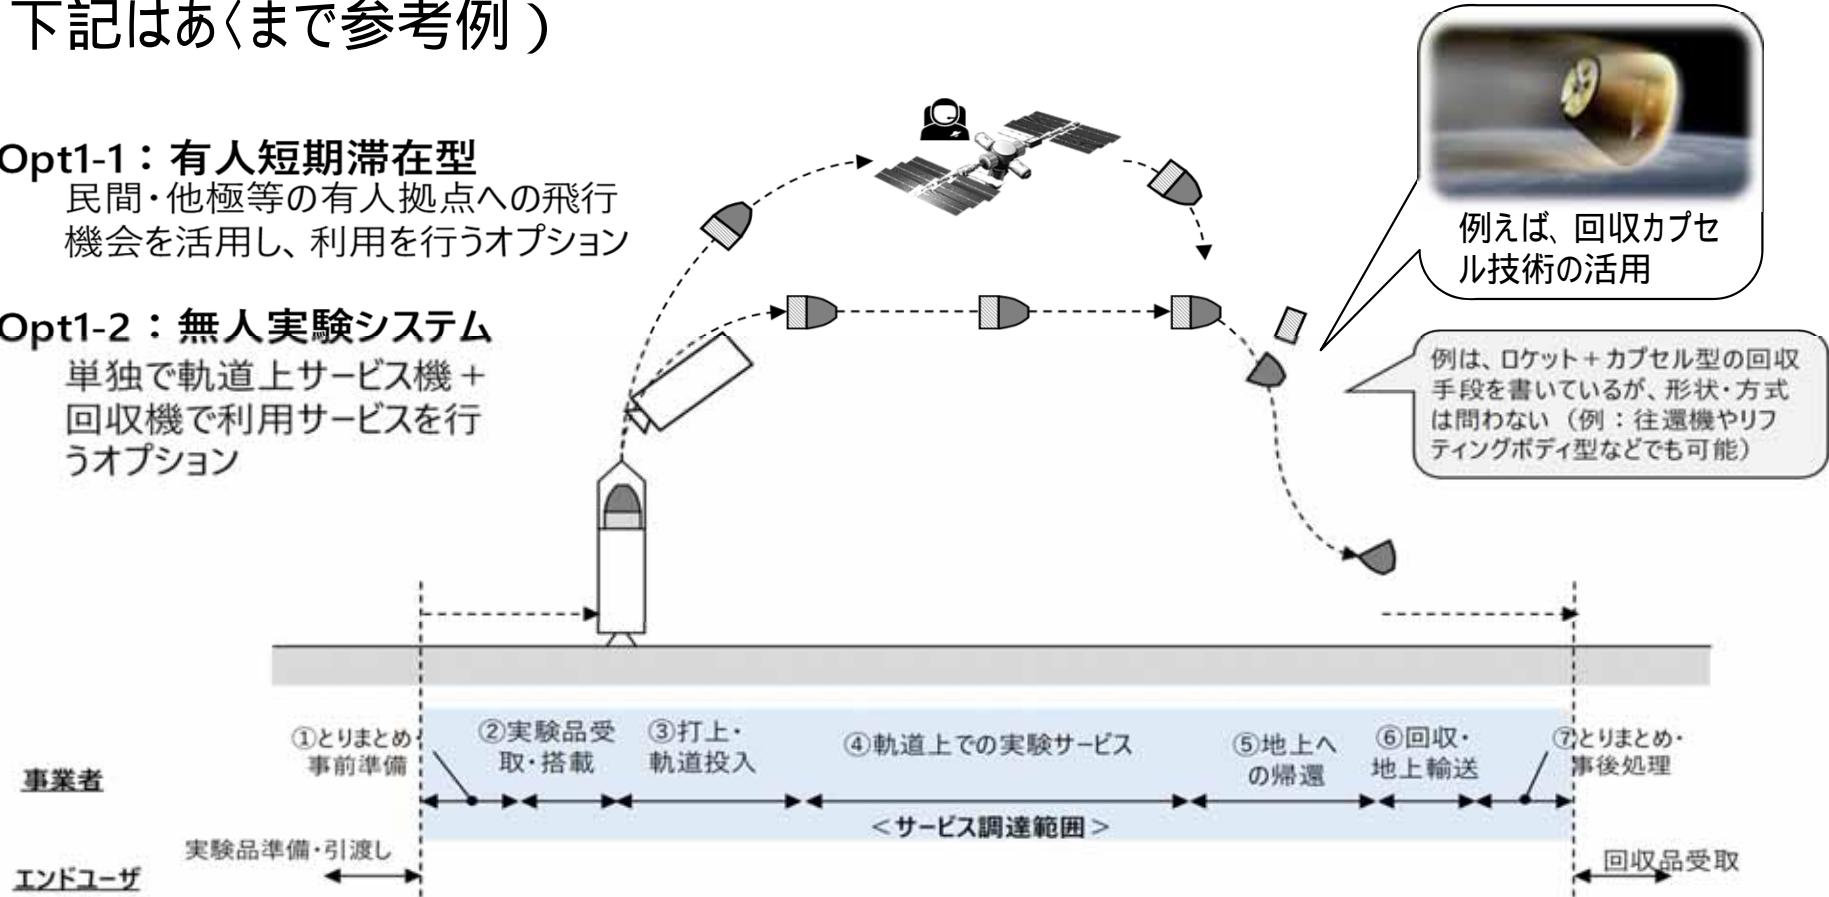 下記はあくまで参考例)
Opt1-1：有人短期滞在型
民間･他極等の有人拠点への飛行
機会を活用し、利用を行うオプション
Opt1-2：無人実験システム
単独で軌道上サービス機＋
回収機で利用サービスを行
うオプション
例えば、回収カプセ
ル技術の活用
例は、ロケット＋カプセル型の回収
手段を書いているが、形状･方式
は問わない（例：往還機やリフ
ティングボディ型などでも可能）
事業者
①とりまとめ･
事前準備
②実験品受
取･搭載
③打上･
軌道投入
④軌道上での実験サービス
⑤地上へ
の帰還
⑥回収･
地上輸送
⑦とりまとめ･
事後処理
＜サービス調達範囲＞
エンドユーザ
実験品準備･引渡し
回収品受取